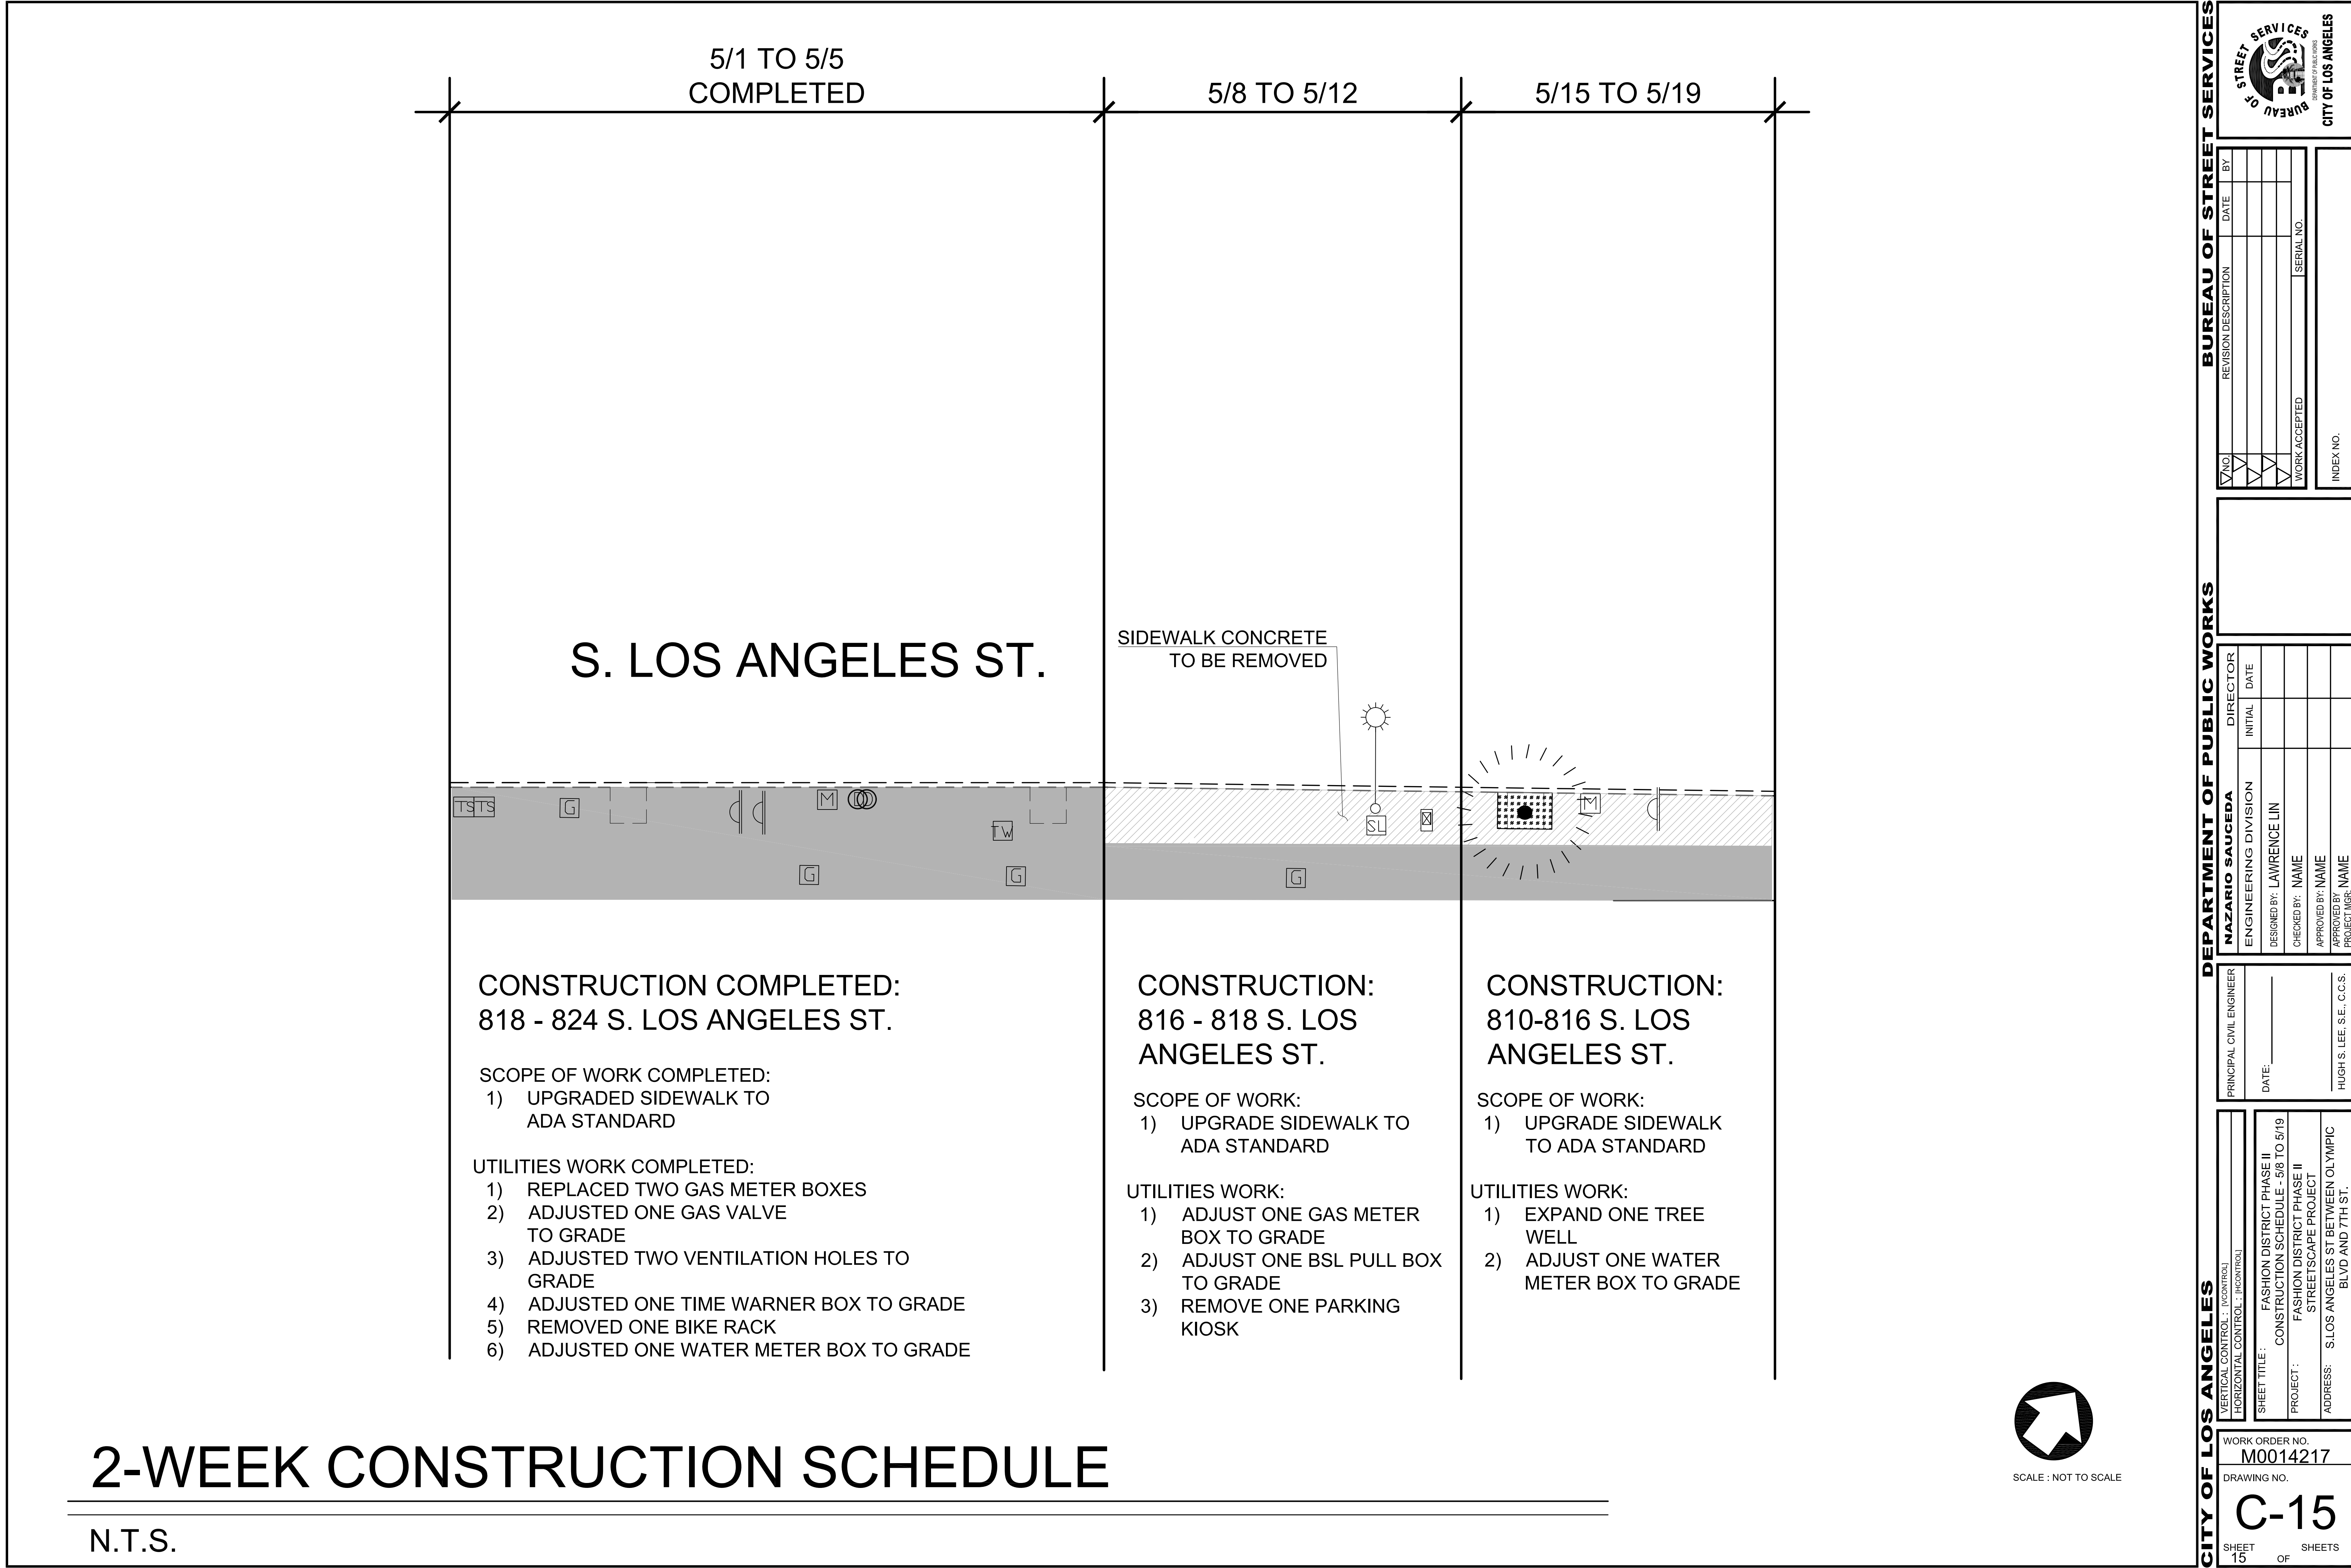 5/1 TO 5/5
COMPLETED
5/8 TO 5/12
5/15 TO 5/19
S. LOS ANGELES ST.
SIDEWALK CONCRETE
TO BE REMOVED
TS TS
G
M
D
TW
G
G
SL
G
M
CONSTRUCTION COMPLETED:
818 - 824 S. LOS ANGELES ST.
SCOPE OF WORK COMPLETED:
1) UPGRADED SIDEWALK TO
ADA STANDARD
UTILITIES WORK COMPLETED:
1) REPLACED TWO GAS METER BOXES
2) ADJUSTED ONE GAS VALVE
TO GRADE
3) ADJUSTED TWO VENTILATION HOLES TO
GRADE
4) ADJUSTED ONE TIME WARNER BOX TO GRADE
5) REMOVED ONE BIKE RACK
6) ADJUSTED ONE WATER METER BOX TO GRADE
CONSTRUCTION:
816 - 818 S. LOS
ANGELES ST.
SCOPE OF WORK:
1) UPGRADE SIDEWALK TO
ADA STANDARD
UTILITIES WORK:
1) ADJUST ONE GAS METER
BOX TO GRADE
2) ADJUST ONE BSL PULL BOX
TO GRADE
3) REMOVE ONE PARKING
KIOSK
CONSTRUCTION:
810-816 S. LOS
ANGELES ST.
SCOPE OF WORK:
1) UPGRADE SIDEWALK
TO ADA STANDARD
UTILITIES WORK:
1) EXPAND ONE TREE
WELL
2) ADJUST ONE WATER
METER BOX TO GRADE
2-WEEK CONSTRUCTION SCHEDULE
N.T.S.
SCALE : NOT TO SCALE
CITY OF LOS ANGELES
DEPARTMENT OF PUBLIC WORKS
BUREAU OF STREET SERVICES
BUREAU OF STREET SERVICES
DEPARTMENT OF PUBLIC WORKS
CITY OF LOS ANGELES
NO. REVISION DESCRIPTION DATE BY
WORK ACCEPTED SERIAL NO.
INDEX NO.
NAZARIO SAUCEDA DIRECTOR
ENGINEERING DIVISION INITIAL DATE
DESIGNED BY: LAWRENCE LIN
CHECKED BY: NAME
APPROVED BY: NAME
APPROVED BY
PROJECT MGR: NAME
PRINCIPAL CIVIL ENGINEER
DATE:
HUGH S. LEE, S.E., C.C.S.
VERTICAL CONTROL : [VCONTROL]
HORIZONTAL CONTROL : [HCONTROL]
SHEET TITLE : FASHION DISTRICT PHASE II
CONSTRUCTION SCHEDULE - 5/8 TO 5/19
PROJECT : FASHION DISTRICT PHASE II
STREETSCAPE PROJECT
ADDRESS: S.LOS ANGELES ST BETWEEN OLYMPIC
BLVD AND 7TH ST.
WORK ORDER NO.
M0014217
DRAWING NO.
C-15
SHEET
15 OF SHEETS